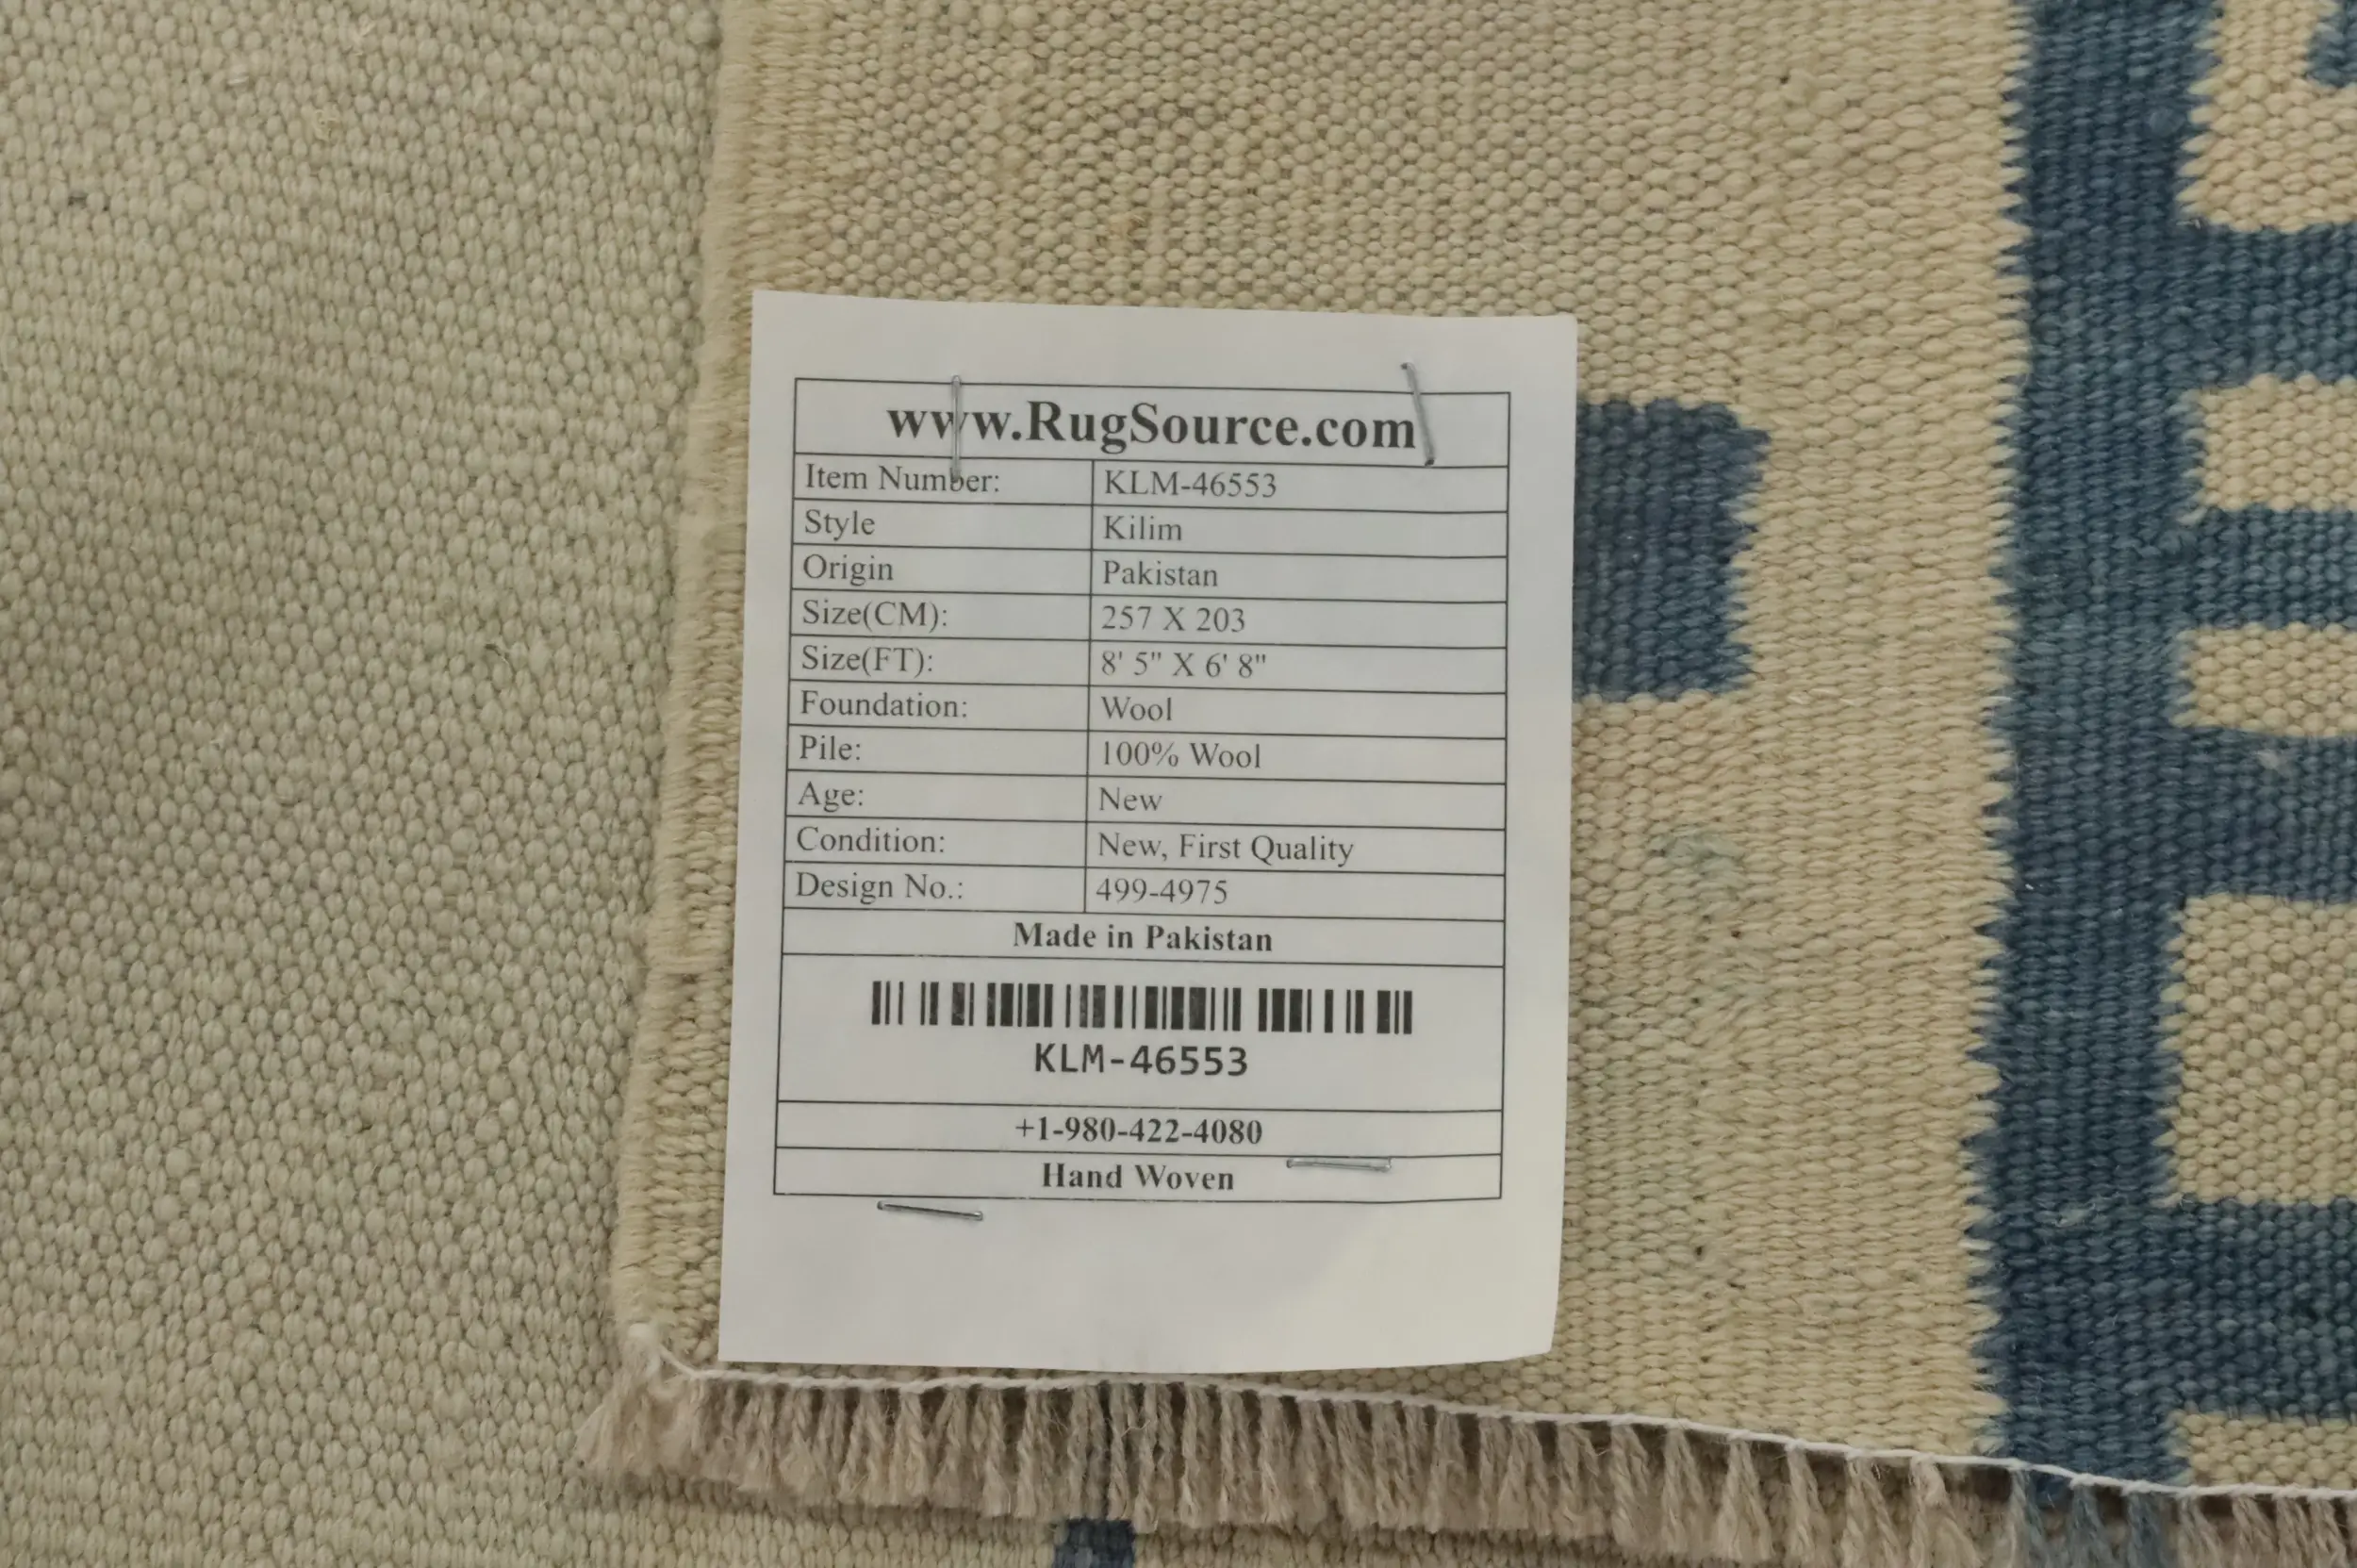 www.RugSource.com
Item Number: KLM-46553
Style Kilim
Origin Pakistan
Size(CM): 257 X 203
Size(FT): 8' 5" X 6' 8"
Foundation: Wool
Pile: 100% Wool
Age: New
Condition: New, First Quality
Design No.: 499-4975
Made in Pakistan
KLM-46553
+1-980-422-4080
Hand Woven